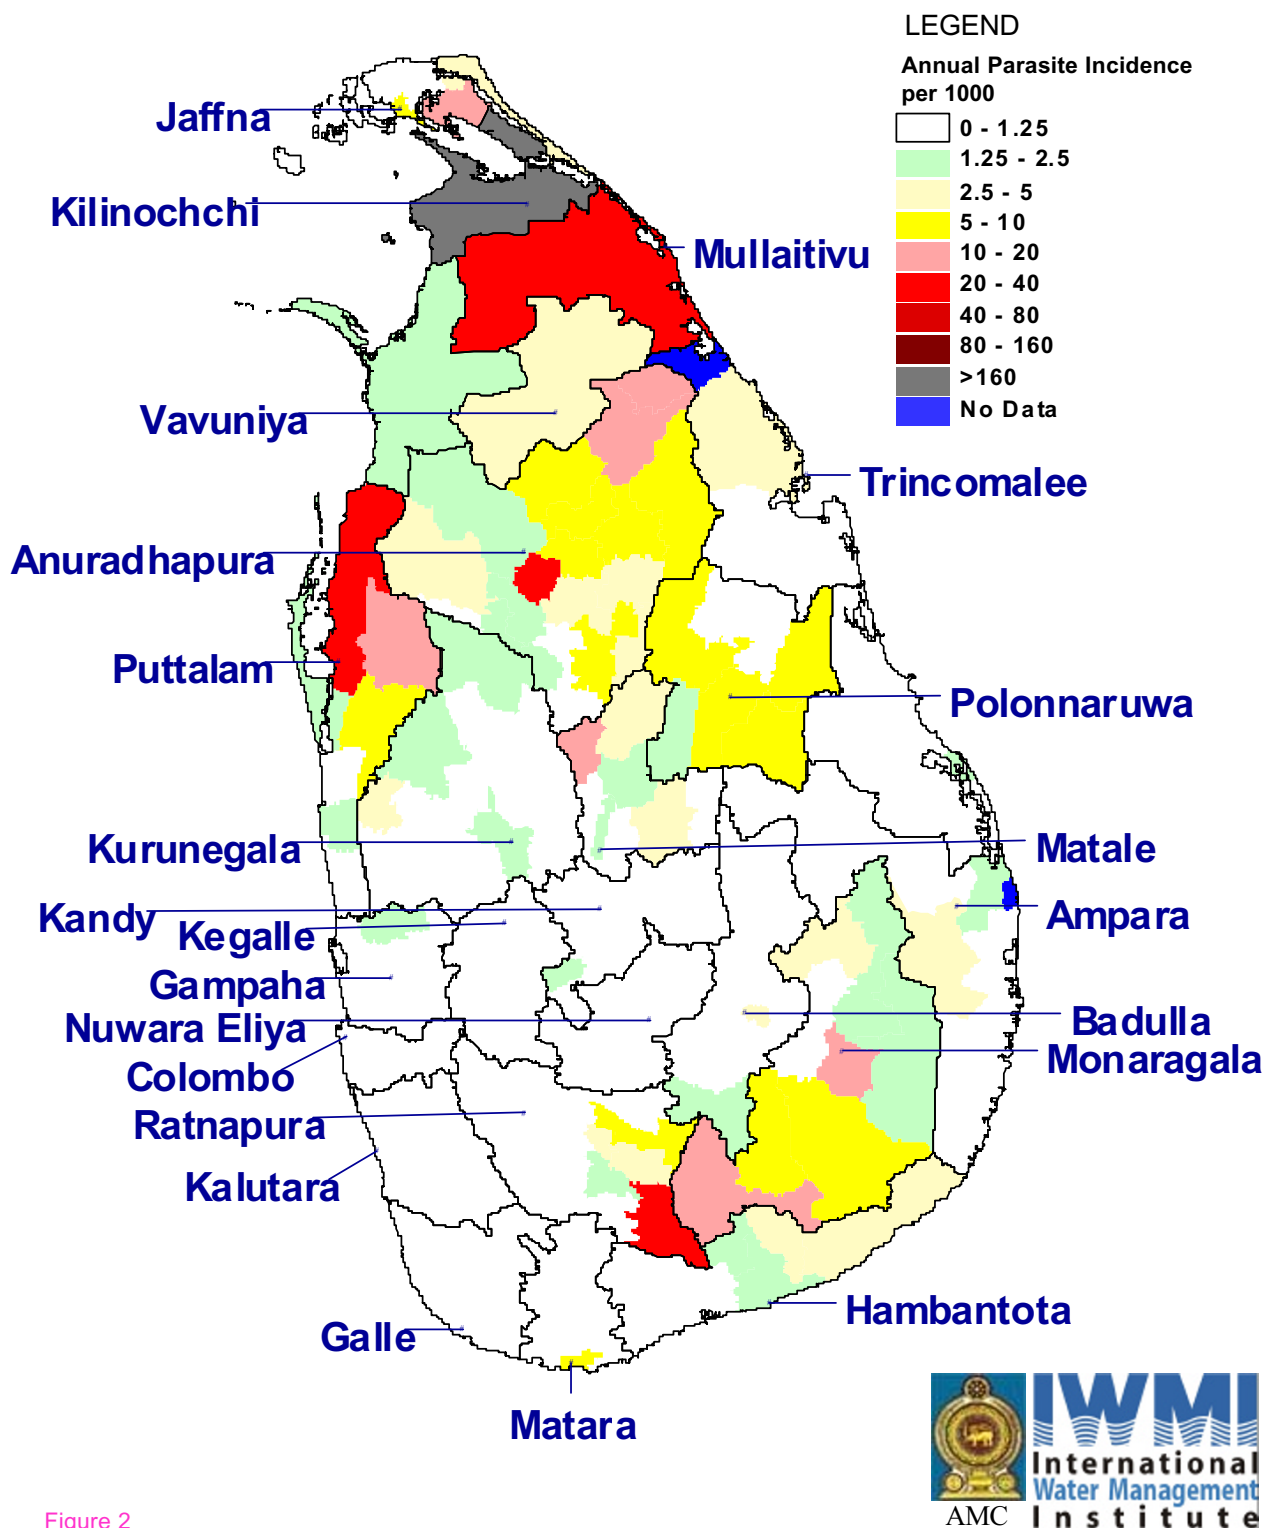 LEGEND
Annual Parasite Incidence
per 1000
0 - 1.25
1.25 - 2.5
2.5 - 5
5 - 10
10 - 20
20 - 40
40 - 80
80 - 160
>160
No Data
Jaffna
Kilinochchi
Mullaitivu
Vavuniya
Trincomalee
Anuradhapura
Puttalam
Polonnaruwa
Kurunegala
Matale
Kandy
Kegalle
Ampara
Gampaha
Nuwara Eliya
Badulla
Colombo
Monaragala
Ratnapura
Kalutara
Galle
Hambantota
Matara
IWMI
International
Water Management
Institute
AMC
Figure 2